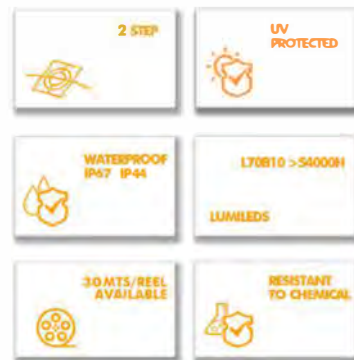 2 STEP
UV
PROTECTED
WATERPROOF
IP67 IP44
L70B10 >54000H
LUMILEDS
30 MTS/REEL
AVAILABLE
RESISTANT
TO CHEMICAL